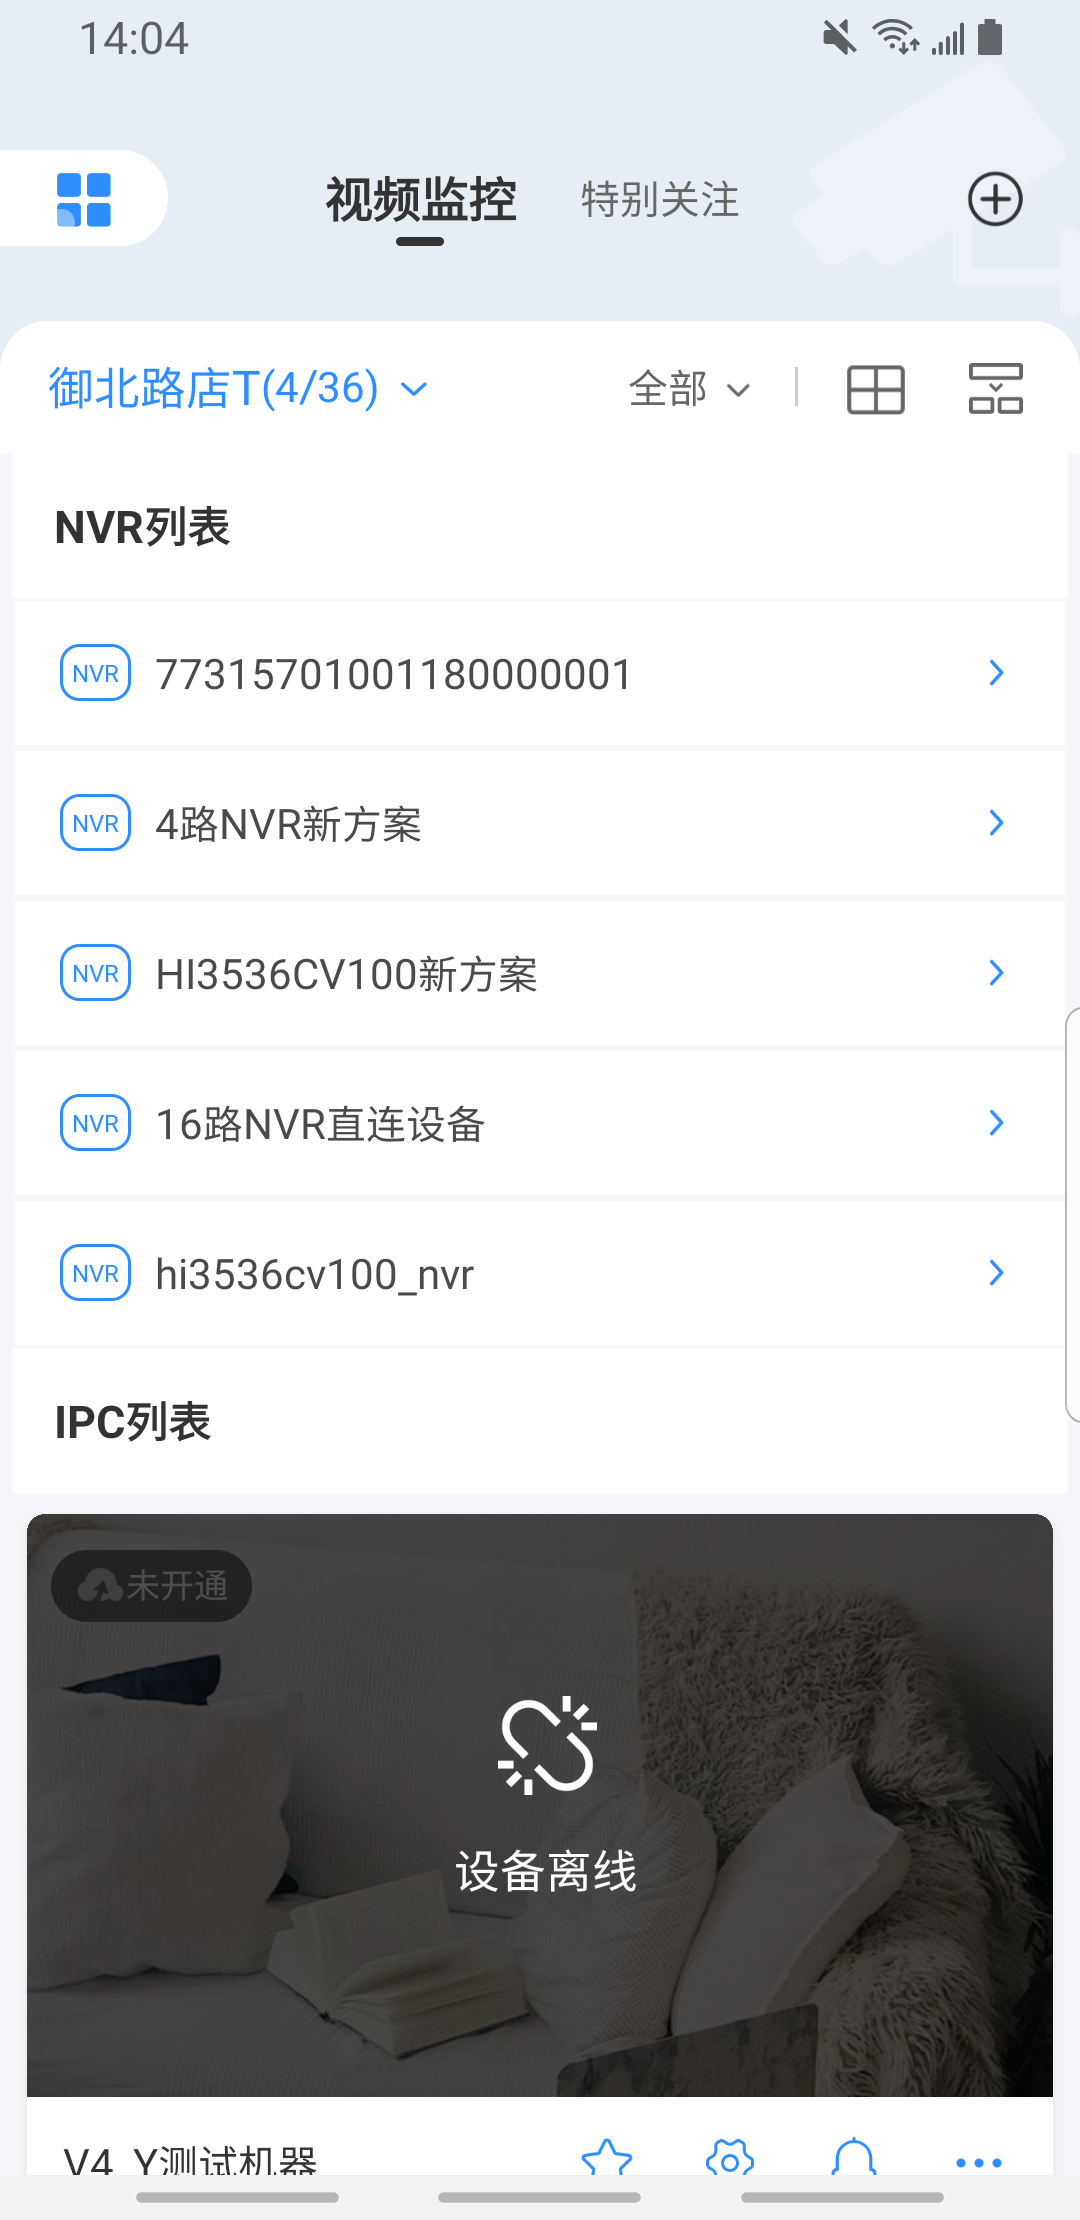 14:04
视频监控 特别关注
御北路店T(4/36) 全部
NVR列表
NVR 77315701001180000001
NVR 4路NVR新方案
NVR HI3536CV100新方案
NVR 16路NVR直连设备
NVR hi3536cv100_nvr
IPC列表
未开通
设备离线
V4_Y测试机器